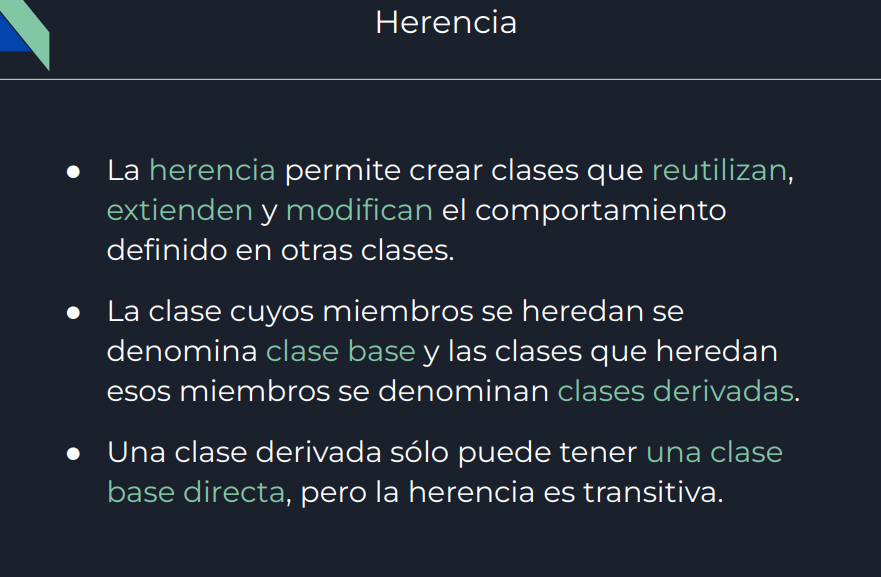 Herencia
● La herencia permite crear clases que reutilizan,
extienden y modifican el comportamiento
definido en otras clases.
● La clase cuyos miembros se heredan se
denomina clase base y las clases que heredan
esos miembros se denominan clases derivadas.
● Una clase derivada sólo puede tener una clase
base directa, pero la herencia es transitiva.